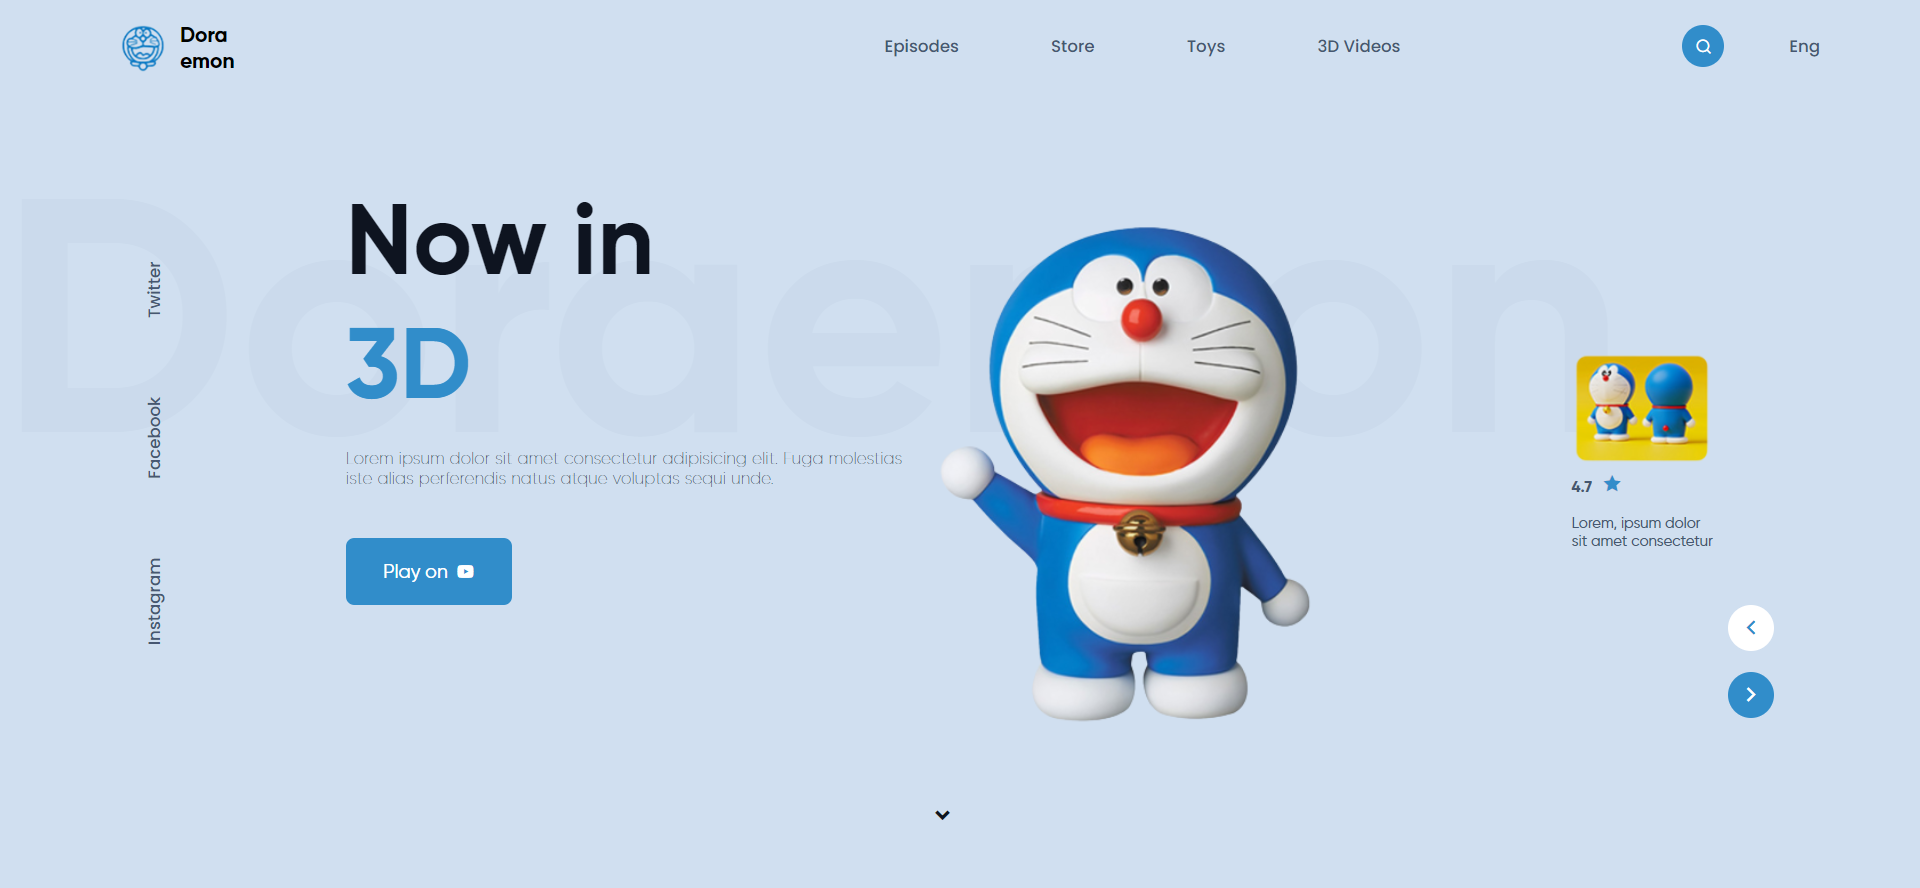 Dora
emon
Episodes
Store
Toys
3D Videos
Eng
Doraemon
Now in
3D
Lorem ipsum dolor sit amet consectetur adipisicing elit. Fuga molestias
iste alias perferendis natus atque voluptas sequi unde.
Play on
Twitter
Facebook
Instagram
4.7
Lorem, ipsum dolor
sit amet consectetur